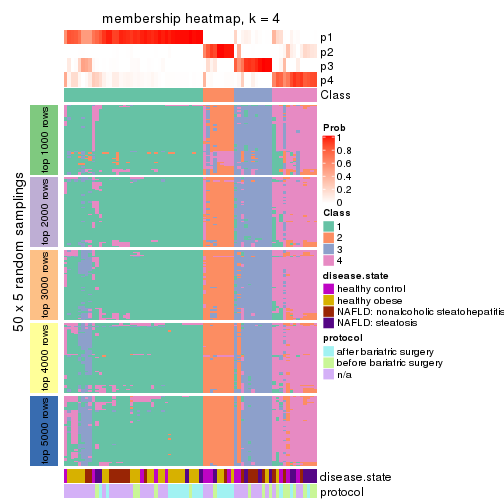 membership heatmap, k = 4
p1
p2
p3
p4
Class
50 x 5 random samplings
top 1000 rows
top 2000 rows
top 3000 rows
top 4000 rows
top 5000 rows
disease.state
protocol
Prob
1
0.8
0.6
0.4
0.2
0
Class
1
2
3
4
disease.state
healthy control
healthy obese
NAFLD: nonalcoholic steatohepatitis
NAFLD: steatosis
protocol
after bariatric surgery
before bariatric surgery
n/a